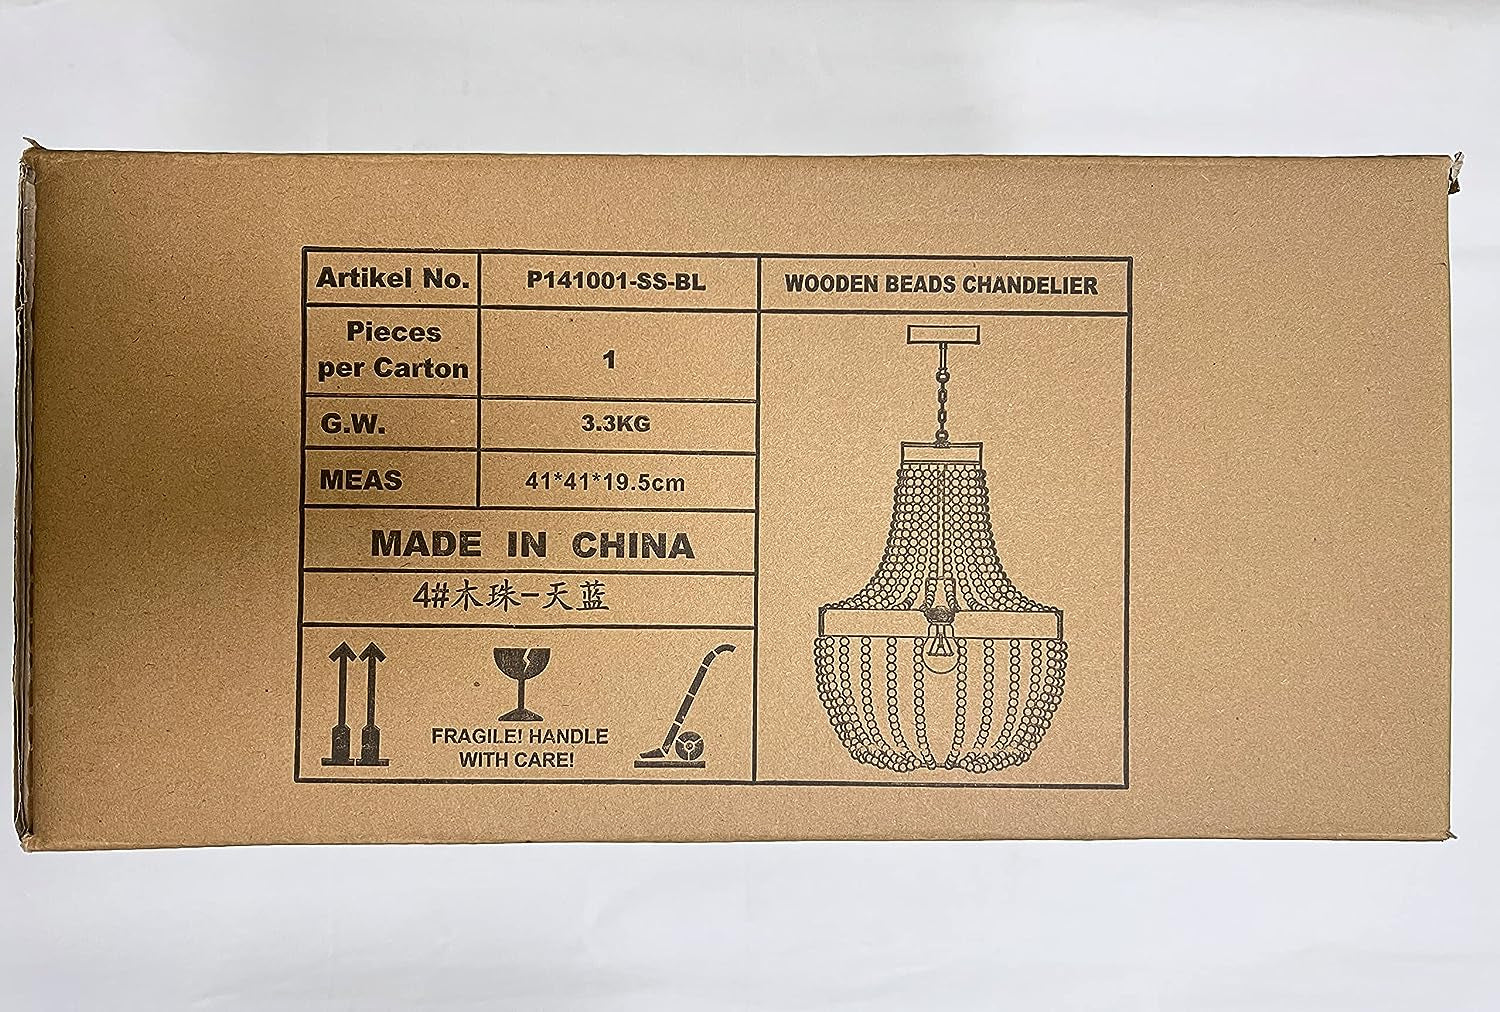 Artikel No.
P141001-SS-BL
WOODEN BEADS CHANDELIER
Pieces
per Carton
1
G.W.
3.3KG
MEAS
41*41*19.5cm
MADE IN CHINA
4#木珠-天蓝
FRAGILE! HANDLE
WITH CARE!